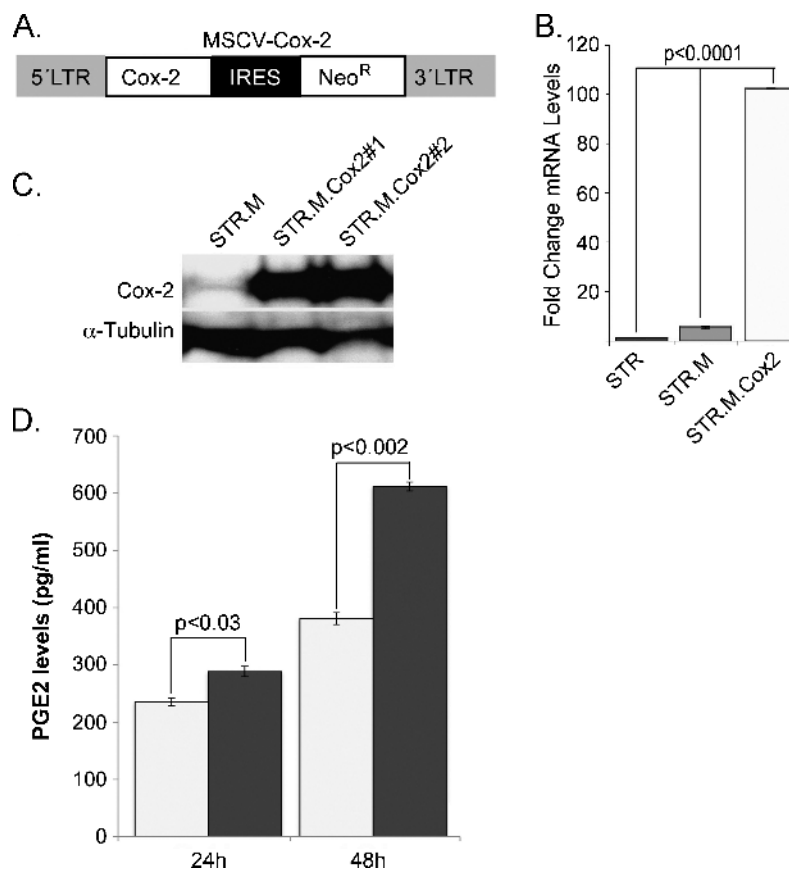 A.
MSCV-Cox-2
5´LTR Cox-2 IRES Neo^R 3´LTR
B.
Fold Change mRNA Levels
120
100
80
60
40
20
p<0.0001
STR
STR.M
STR.M.Cox2
C.
STR.M
STR.M.Cox2#1
STR.M.Cox2#2
Cox-2
α-Tubulin
D.
PGE2 levels (pg/ml)
700
600
500
400
300
200
100
0
p<0.03
p<0.002
24h
48h